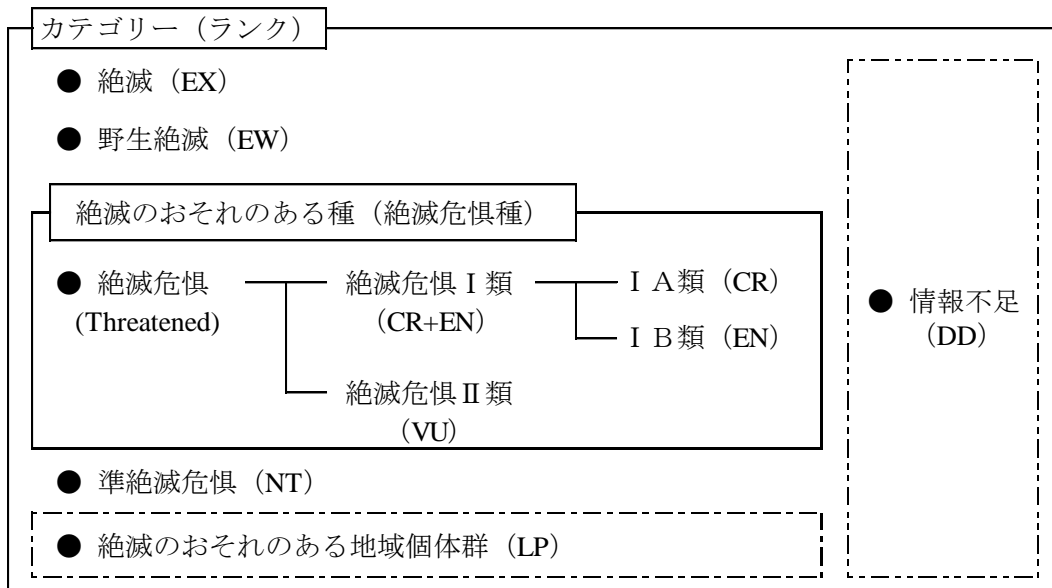 カテゴリー（ランク）
● 絶滅（EX）
● 野生絶滅（EW）
絶滅のおそれのある種（絶滅危惧種）
● 絶滅危惧
(Threatened)
絶滅危惧Ⅰ類
(CR+EN)
ⅠA類（CR）
ⅠB類（EN）
絶滅危惧Ⅱ類
（VU）
● 準絶滅危惧（NT）
● 絶滅のおそれのある地域個体群（LP）
● 情報不足
（DD）